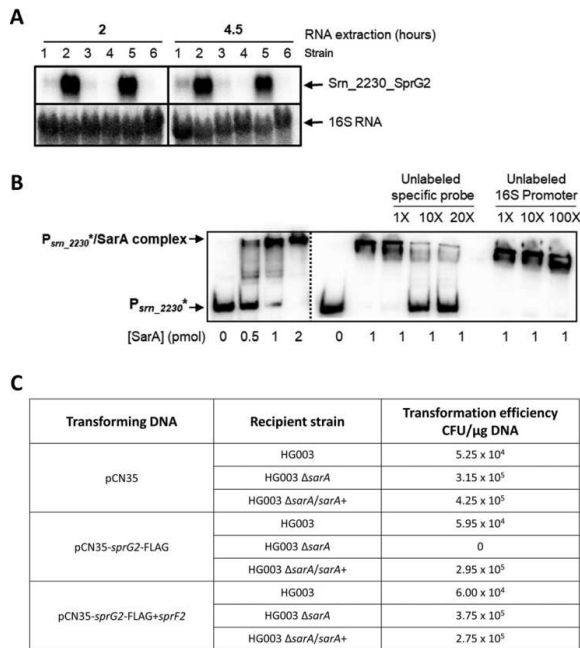 A
2 4.5 RNA extraction (hours)
1 2 3 4 5 6 1 2 3 4 5 6 Strain
Srn_2230_SprG2
16S RNA
B
Unlabeled specific probe Unlabeled 16S Promoter
1X 10X 20X 1X 10X 100X
Psrn_2230*/SarA complex
Psrn_2230*
[SarA] (pmol) 0 0.5 1 2 0 1 1 1 1 1 1 1
C
Transforming DNA Recipient strain Transformation efficiency CFU/µg DNA
pCN35 HG003 5.25 x 10⁴
HG003 ΔsarA 3.15 x 10⁵
HG003 ΔsarA/sarA+ 4.25 x 10⁵
pCN35-sprG2-FLAG HG003 5.95 x 10⁴
HG003 ΔsarA 0
HG003 ΔsarA/sarA+ 2.95 x 10⁵
pCN35-sprG2-FLAG+sprF2 HG003 6.00 x 10⁴
HG003 ΔsarA 3.75 x 10⁵
HG003 ΔsarA/sarA+ 2.75 x 10⁵